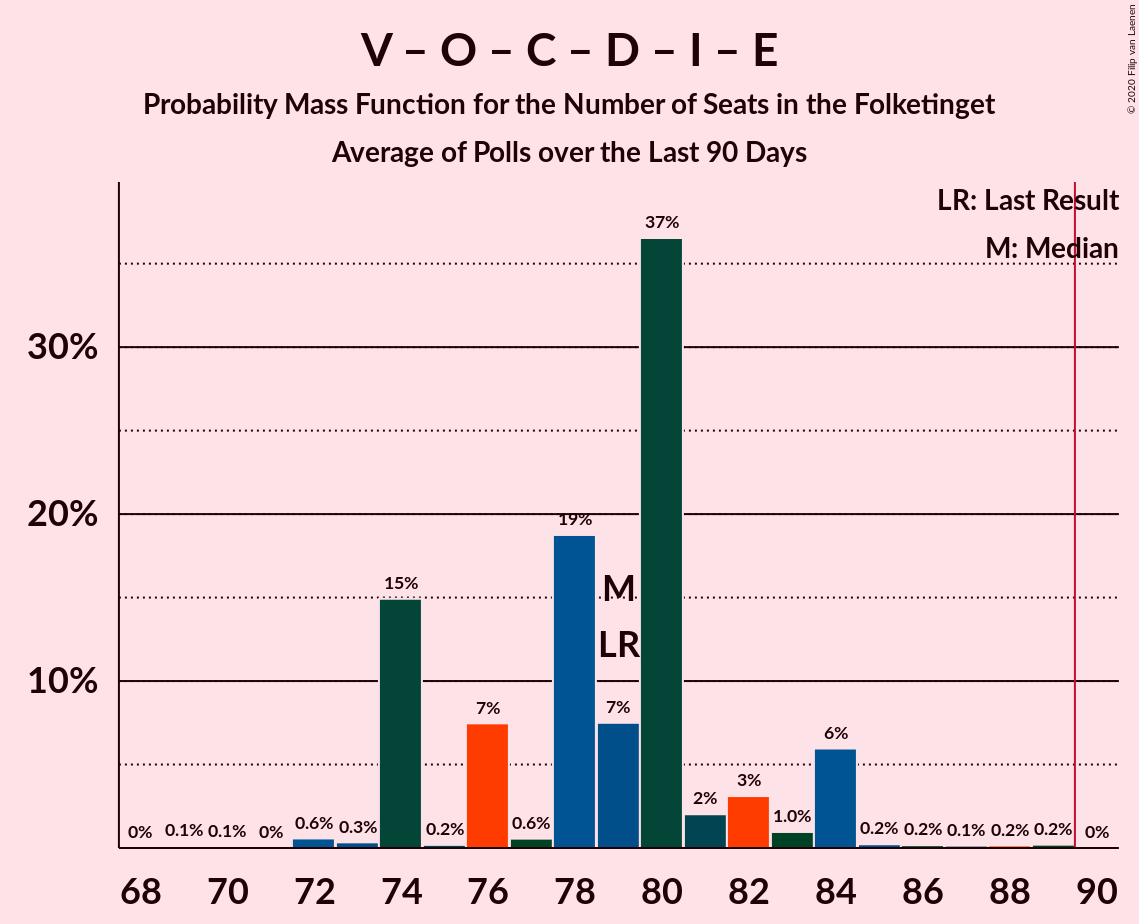 V – O – C – D – I – E
Probability Mass Function for the Number of Seats in the Folketinget
Average of Polls over the Last 90 Days
© 2020 Filip van Laenen
LR: Last Result
M: Median
37%
30%
20%
19%
15%
M
LR
10%
7%
7%
6%
3%
2%
1.0%
0%
0.1%
0.1%
0%
0.6%
0.3%
0.2%
0.6%
0.2%
0.2%
0.1%
0.2%
0.2%
0%
68 70 72 74 76 78 80 82 84 86 88 90